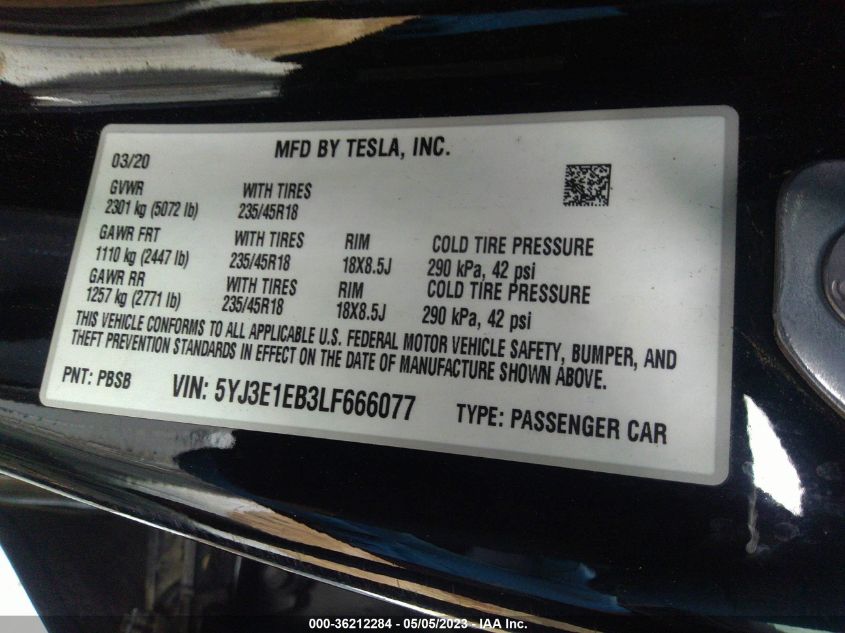 03/20 MFD BY TESLA, INC.
GVWR WITH TIRES
2301 kg (5072 lb) 235/45R18
GAWR FRT WITH TIRES RIM COLD TIRE PRESSURE
1110 kg (2447 lb) 235/45R18 18X8.5J 290 kPa, 42 psi
GAWR RR WITH TIRES RIM COLD TIRE PRESSURE
1257 kg (2771 lb) 235/45R18 18X8.5J 290 kPa, 42 psi
THIS VEHICLE CONFORMS TO ALL APPLICABLE U.S. FEDERAL MOTOR VEHICLE SAFETY, BUMPER, AND
THEFT PREVENTION STANDARDS IN EFFECT ON THE DATE OF MANUFACTURE SHOWN ABOVE.
PNT: PBSB VIN: 5YJ3E1EB3LF666077 TYPE: PASSENGER CAR
000-36212284 - 05/05/2023 - IAA Inc.